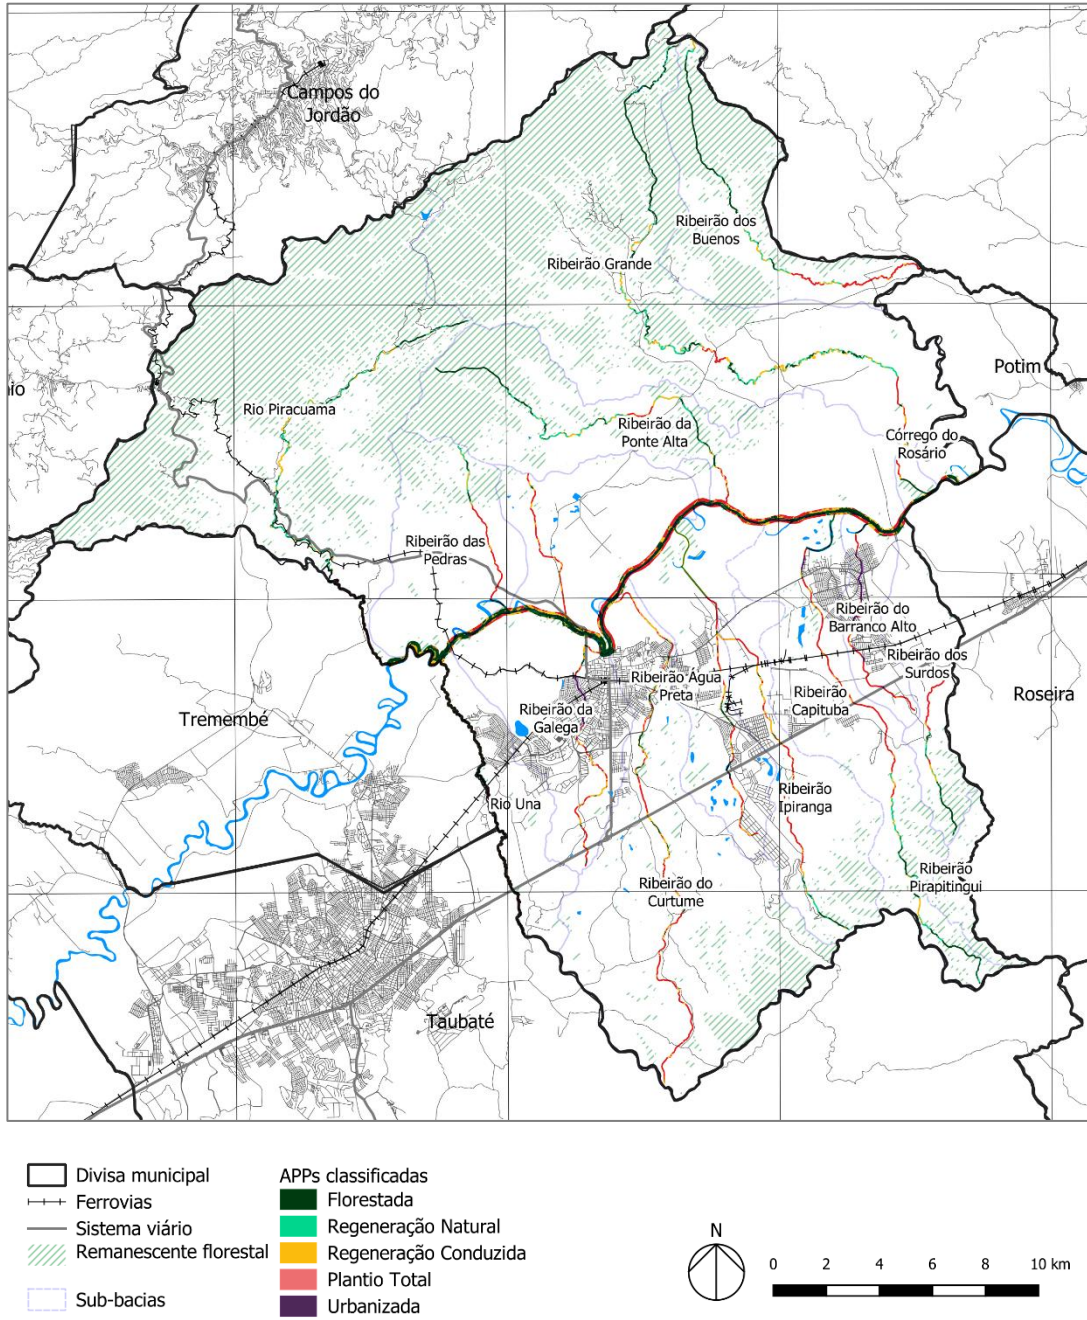 Campos do
Jordão
Ribeirão dos
Buenos
Ribeirão Grande
Potim
nio
Rio Piracuama
Ribeirão da
Ponte Alta
Córrego do
Rosário
Ribeirão das
Pedras
Ribeirão do
Barranco Alto
Ribeirão dos
Surdos
Ribeirão Água
Preta
Ribeirão
Capituba
Roseira
Tremembé
Ribeirão da
Galega
Rio Una
Ribeirão
Ipiranga
Ribeirão do
Curtume
Ribeirão
Pirapitingui
Taubaté
Divisa municipal
Ferrovias
Sistema viário
Remanescente florestal
Sub-bacias
APPs classificadas
Florestada
Regeneração Natural
Regeneração Conduzida
Plantio Total
Urbanizada
N
0 2 4 6 8 10 km